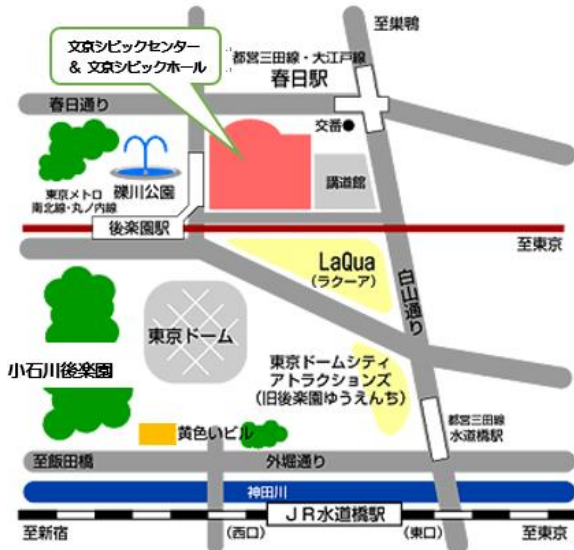 至巣鴨
文京シビックセンター
& 文京シビックホール
都営三田線・大江戸線
春日駅
春日通り
交番
礫川公園
講道館
東京メトロ
南北線・丸ノ内線
後楽園駅
至東京
LaQua
(ラクーア)
白山通り
東京ドーム
小石川後楽園
東京ドームシティ
アトラクションズ
(旧後楽園ゆうえんち)
黄色いビル
都営三田線
水道橋駅
至飯田橋
外堀通り
神田川
JR水道橋駅
至新宿
(西口)
(東口)
至東京